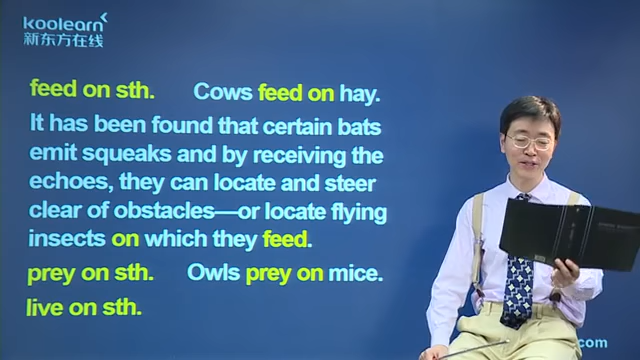 koolearn
新东方在线
feed on sth. Cows feed on hay.
It has been found that certain bats
emit squeaks and by receiving the
echoes, they can locate and steer
clear of obstacles—or locate flying
insects on which they feed.
prey on sth. Owls prey on mice.
live on sth.
.com